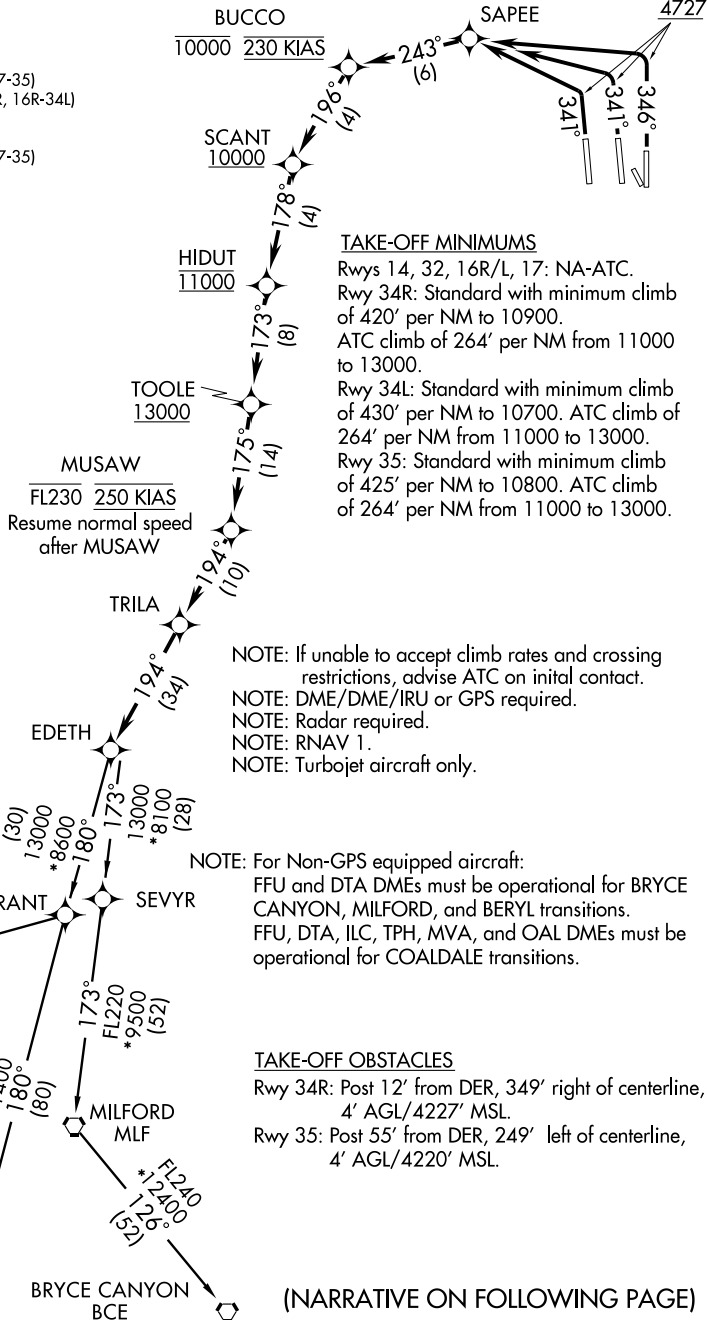 4727
SAPEE
BUCCO
10000 230 KIAS
243°
(6)
7-35)
R, 16R-34L)
7-35)
196°
(4)
341°
341°
346°
SCANT
10000
178°
(4)
HIDUT
11000
173°
(8)
TOOLE
13000
175°
(14)
MUSAW
FL230 250 KIAS
Resume normal speed
after MUSAW
194°
(10)
TRILA
194°
(34)
EDETH
TAKE-OFF MINIMUMS
Rwys 14, 32, 16R/L, 17: NA-ATC.
Rwy 34R: Standard with minimum climb
of 420' per NM to 10900.
ATC climb of 264' per NM from 11000
to 13000.
Rwy 34L: Standard with minimum climb
of 430' per NM to 10700. ATC climb of
264' per NM from 11000 to 13000.
Rwy 35: Standard with minimum climb
of 425' per NM to 10800. ATC climb
of 264' per NM from 11000 to 13000.
NOTE: If unable to accept climb rates and crossing
restrictions, advise ATC on inital contact.
NOTE: DME/DME/IRU or GPS required.
NOTE: Radar required.
NOTE: RNAV 1.
NOTE: Turbojet aircraft only.
(30)
13000
*8600
180°
173°
13000
*8100
(28)
RANT
SEVYR
NOTE: For Non-GPS equipped aircraft:
FFU and DTA DMEs must be operational for BRYCE
CANYON, MILFORD, and BERYL transitions.
FFU, DTA, ILC, TPH, MVA, and OAL DMEs must be
operational for COALDALE transitions.
173°
FL220
*9500
(52)
180°
(80)
MILFORD
MLF
TAKE-OFF OBSTACLES
Rwy 34R: Post 12' from DER, 349' right of centerline,
4' AGL/4227' MSL.
Rwy 35: Post 55' from DER, 249' left of centerline,
4' AGL/4220' MSL.
FL240
*12400
126°
(52)
BRYCE CANYON
BCE
(NARRATIVE ON FOLLOWING PAGE)